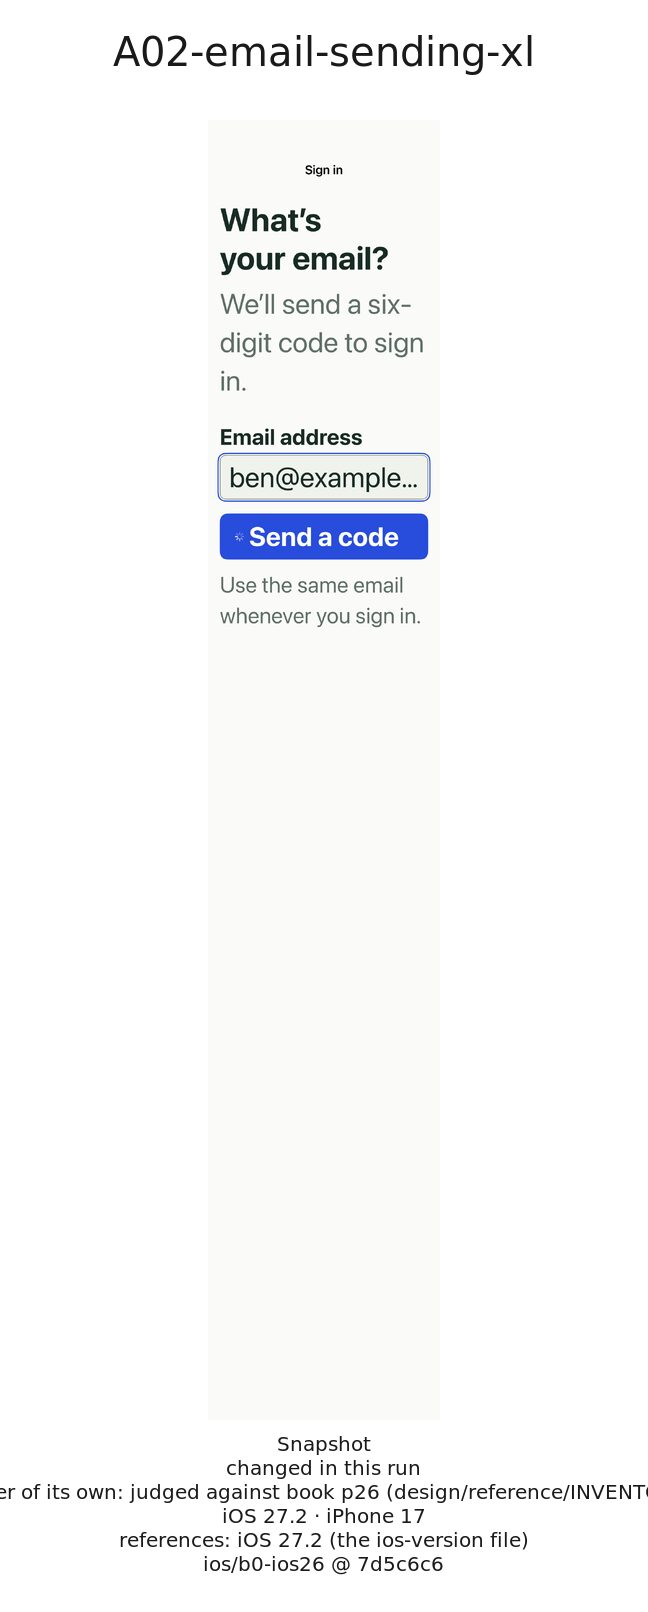 A02-email-sending-xl
Sign in
What’s
your email?
We’ll send a six-
digit code to sign
in.
Email address
ben@example…
Send a code
Use the same email
whenever you sign in.
Snapshot
changed in this run
of its own: judged against book p26 (design/reference/
iOS 27.2 · iPhone 17
references: iOS 27.2 (the ios-version file)
ios/b0-ios26 @ 7d5c6c6